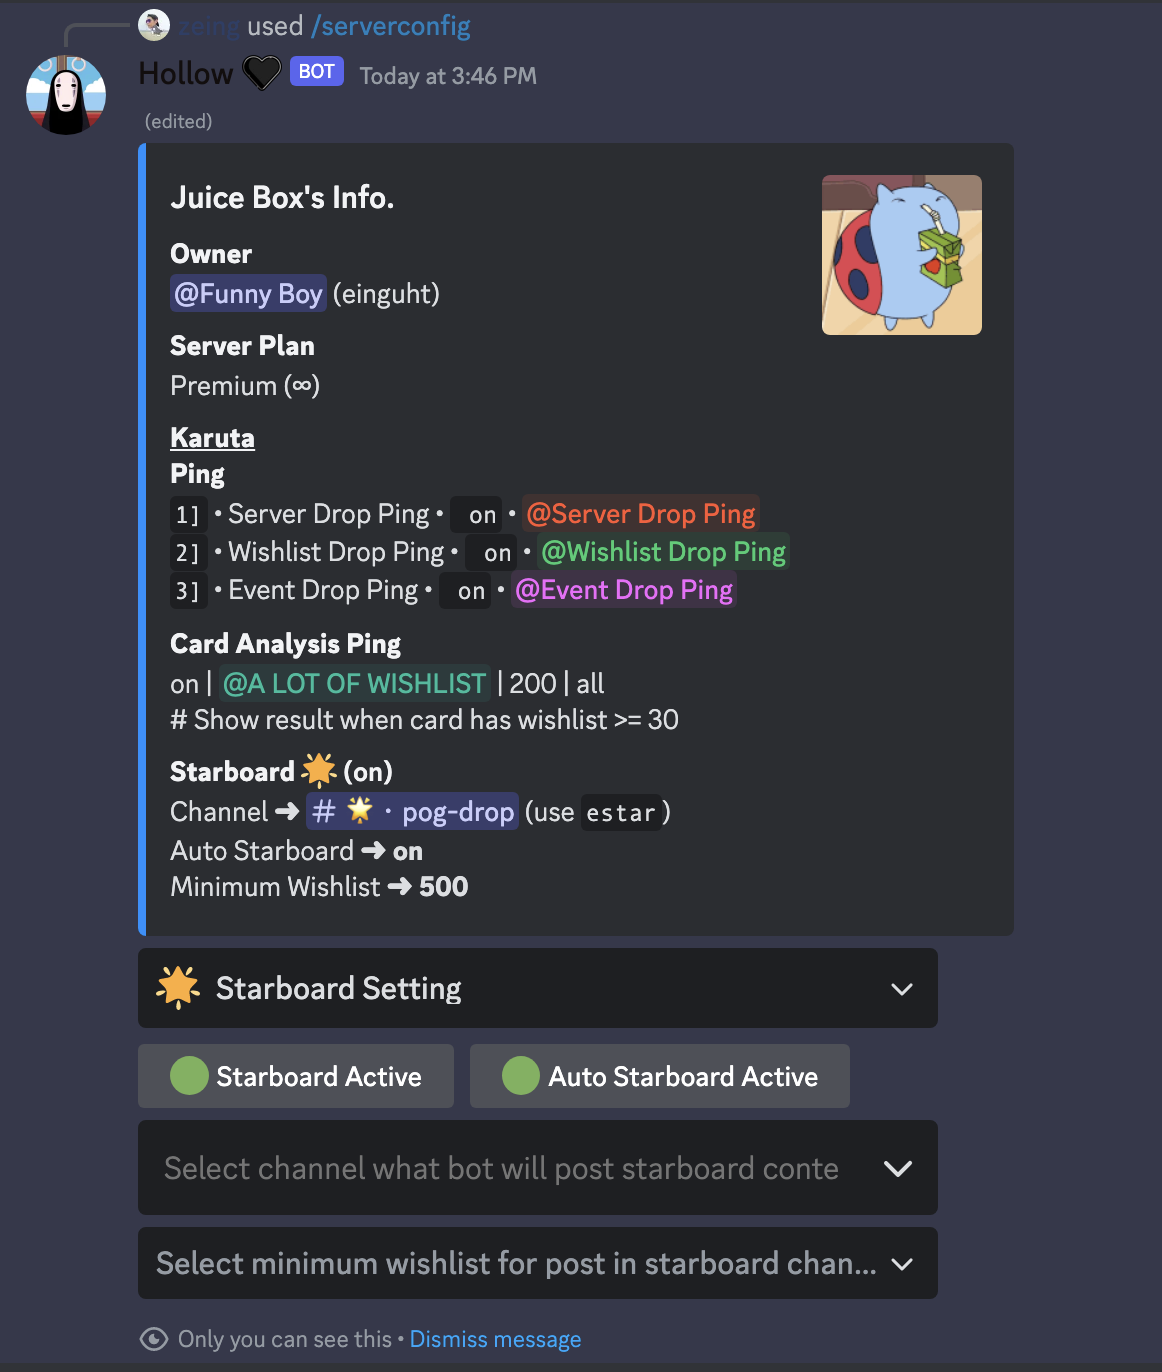 zeing used /serverconfig
Hollow 🖤 BOT Today at 3:46 PM
(edited)
Juice Box's Info.
Owner
@Funny Boy (einguht)
Server Plan
Premium (∞)
Karuta
Ping
1] • Server Drop Ping • on • @Server Drop Ping
2] • Wishlist Drop Ping • on • @Wishlist Drop Ping
3] • Event Drop Ping • on • @Event Drop Ping
Card Analysis Ping
on | @A LOT OF WISHLIST | 200 | all
# Show result when card has wishlist >= 30
Starboard (on)
Channel ➜ # 🌟 · pog-drop (use estar)
Auto Starboard ➜ on
Minimum Wishlist ➜ 500
Starboard Setting
Starboard Active
Auto Starboard Active
Select channel what bot will post starboard conte
Select minimum wishlist for post in starboard chan...
Only you can see this • Dismiss message